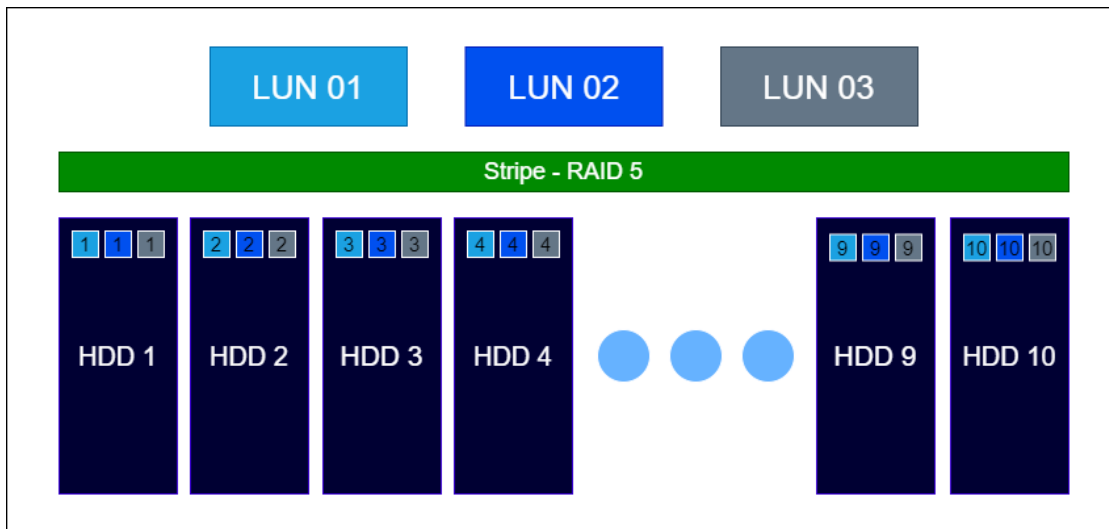 LUN 01 LUN 02 LUN 03
Stripe - RAID 5
1 1 1 2 2 2 3 3 3 4 4 4 9 9 9 10 10 10
HDD 1 HDD 2 HDD 3 HDD 4 HDD 9 HDD 10